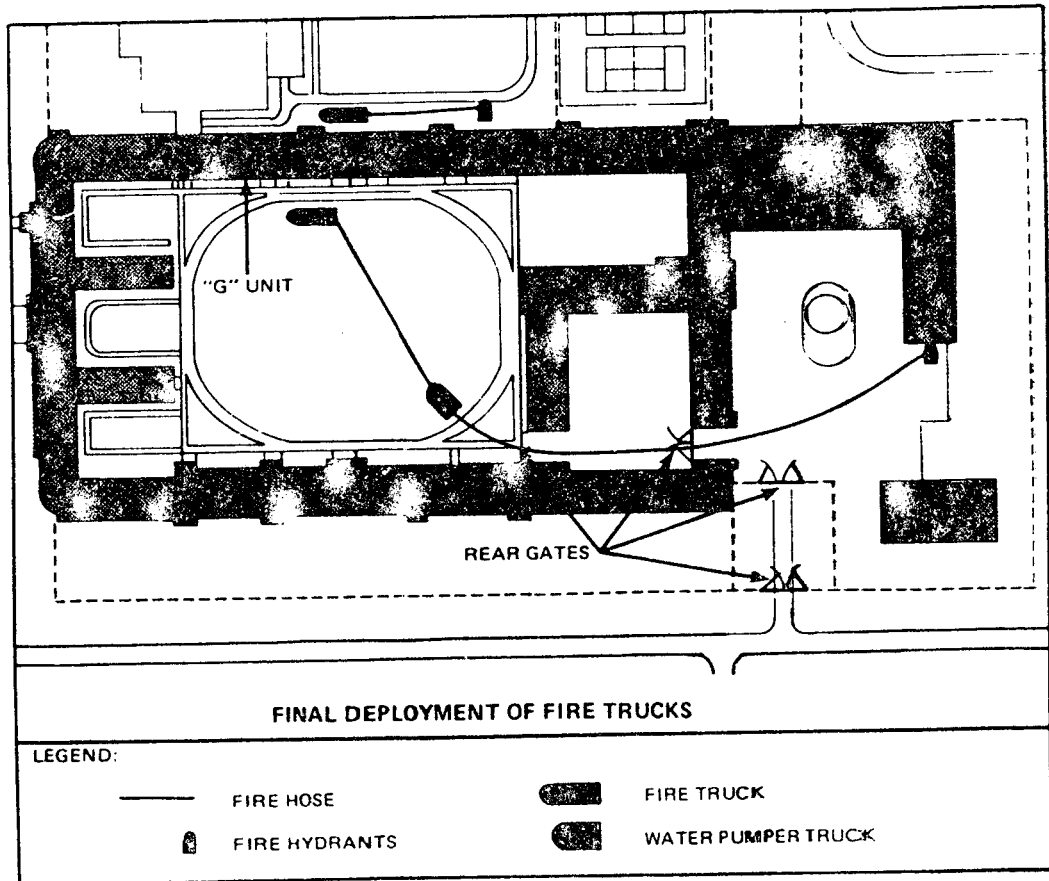 "G" UNIT
REAR GATES
FINAL DEPLOYMENT OF FIRE TRUCKS
LEGEND:
FIRE HOSE
FIRE TRUCK
FIRE HYDRANTS
WATER PUMPER TRUCK